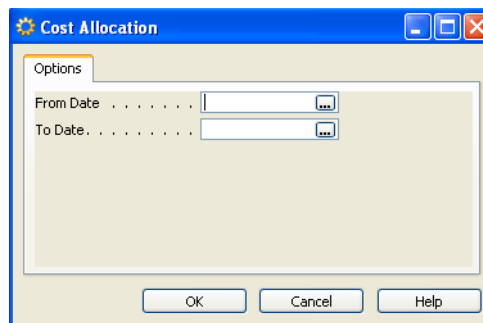 Cost Allocation
Options
From Date . . . . . . .
...
To Date. . . . . . . . .
...
OK Cancel Help